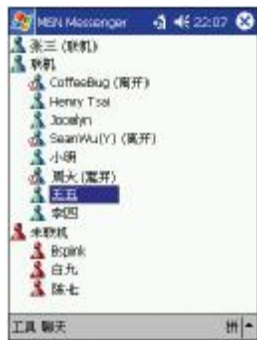 MSN Messenger 22:07
张三 (联机)
联机
CoffeeBug (离开)
Henry Tsai
Jocelyn
SeanWu(Y) (离开)
小明
周大 (离开)
王五
李四
未联机
Bspink
白九
陈七
工具 聊天 拼